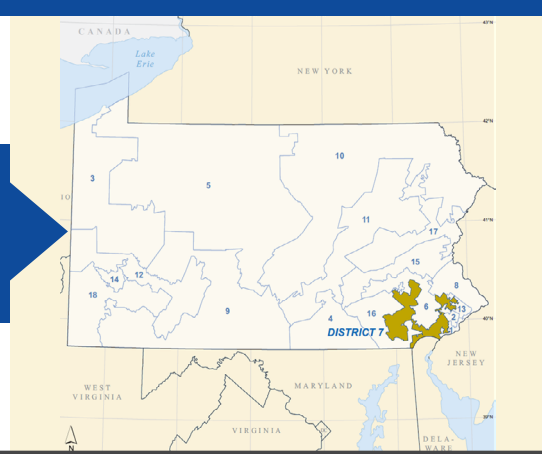 CANADA
43°N
Lake
Erie
NEW YORK
42°N
10
3
5
11
41°N
17
15
14
12
8
18
9
4
16
6
7
13
2
40°N
DISTRICT 7
NEW
JERSEY
WEST
VIRGINIA
MARYLAND
VIRGINIA
DELA-
WARE
39°N
N